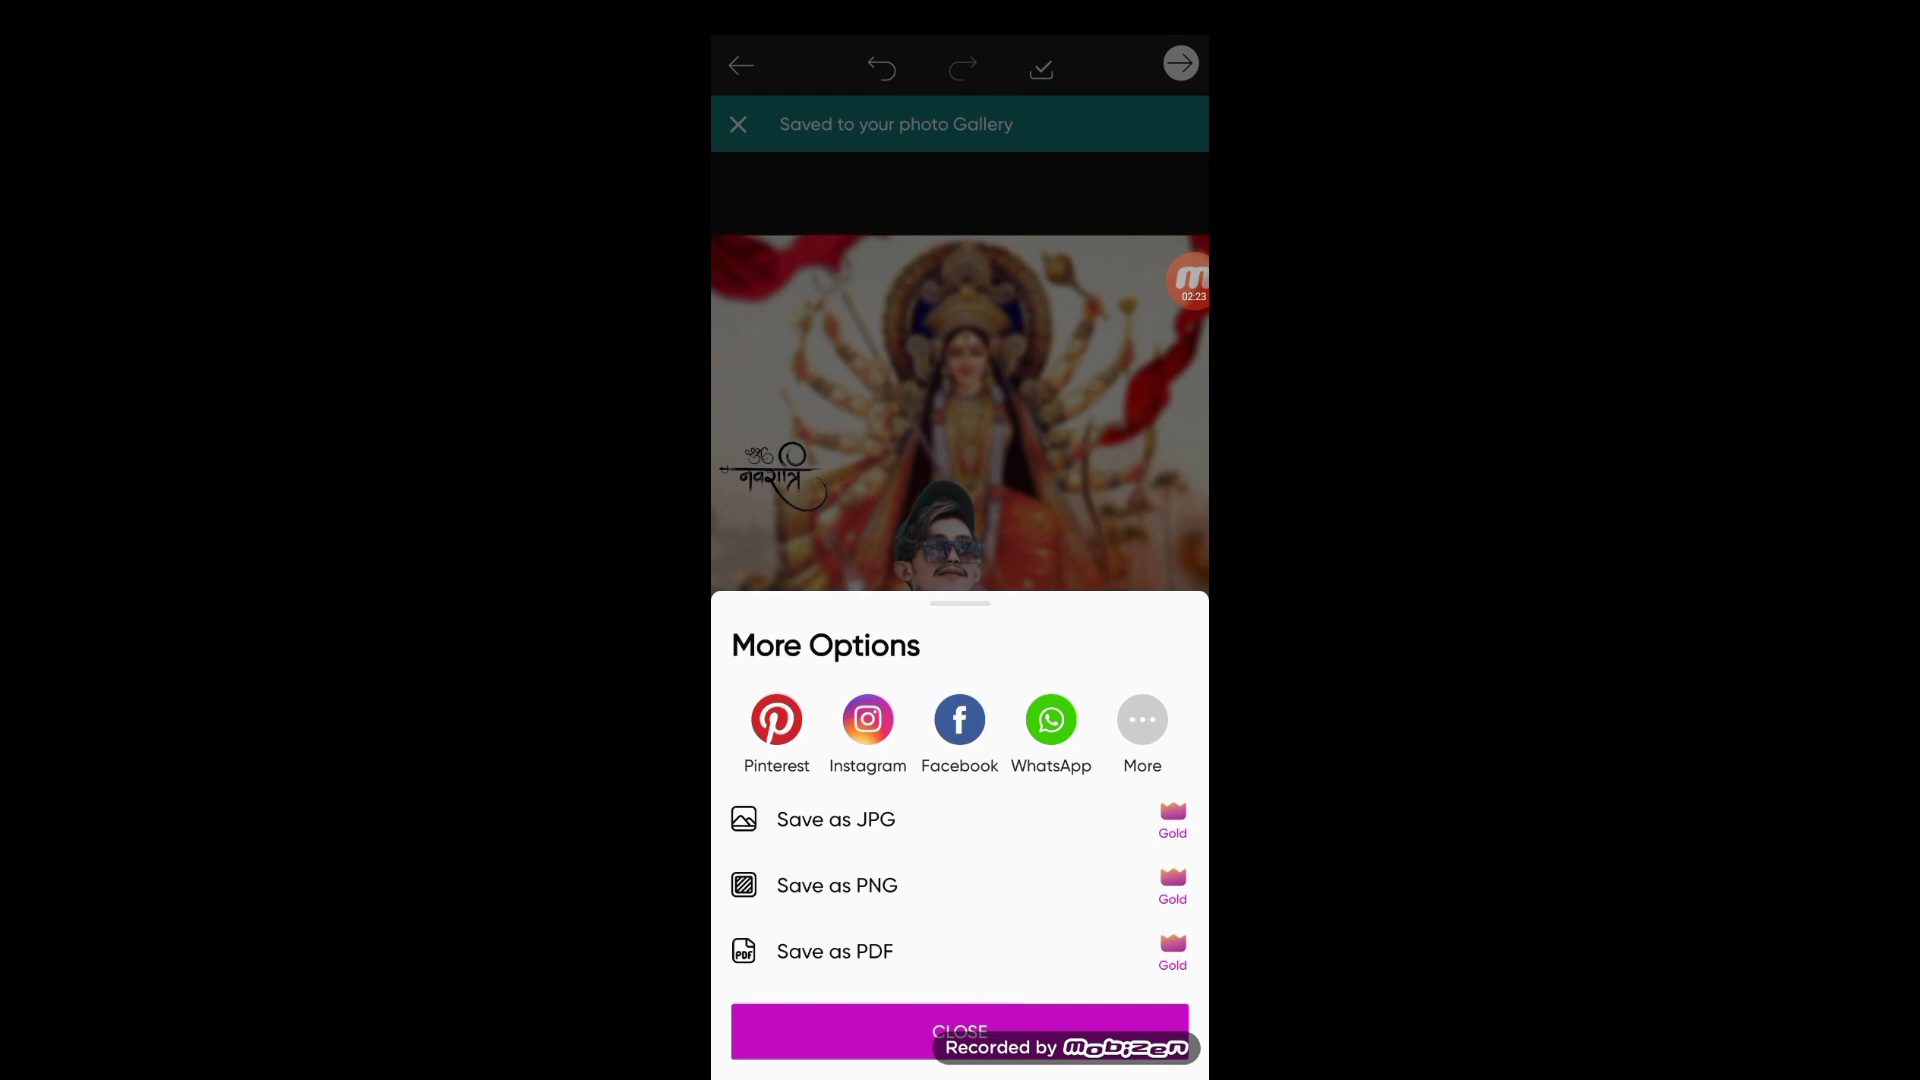 Saved to your photo Gallery
02:23
शुभ
नवरात्रि
More Options
Pinterest Instagram Facebook WhatsApp More
Save as JPG Gold
Save as PNG Gold
PDF Save as PDF Gold
CLOSE
Recorded by mobizen